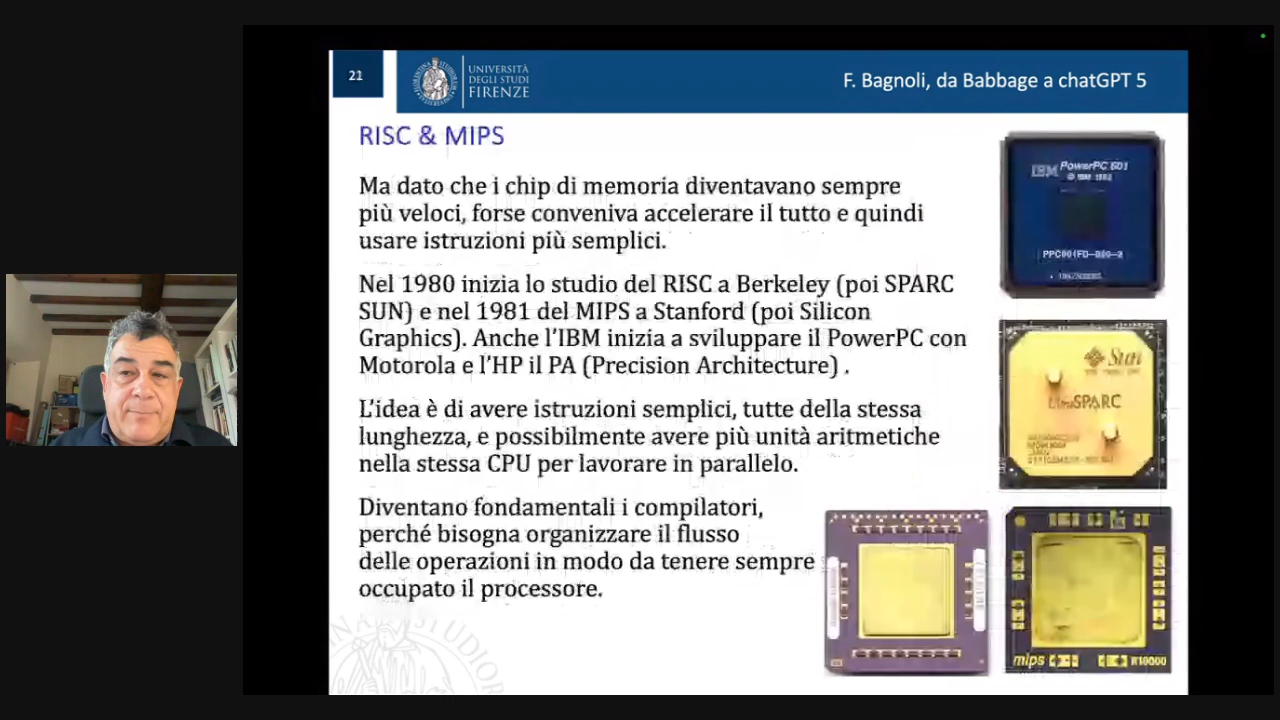 21
UNIVERSITÀ
DEGLI STUDI
FIRENZE
F. Bagnoli, da Babbage a chatGPT 5
RISC & MIPS
Ma dato che i chip di memoria diventavano sempre
più veloci, forse conveniva accelerare il tutto e quindi
usare istruzioni più semplici.
Nel 1980 inizia lo studio del RISC a Berkeley (poi SPARC
SUN) e nel 1981 del MIPS a Stanford (poi Silicon
Graphics). Anche l'IBM inizia a sviluppare il PowerPC con
Motorola e l'HP il PA (Precision Architecture) .
L'idea è di avere istruzioni semplici, tutte della stessa
lunghezza, e possibilmente avere più unità aritmetiche
nella stessa CPU per lavorare in parallelo.
Diventano fondamentali i compilatori,
perché bisogna organizzare il flusso
delle operazioni in modo da tenere sempre
occupato il processore.
IBM PowerPC 601
Sun
UltraSPARC
mips R10000